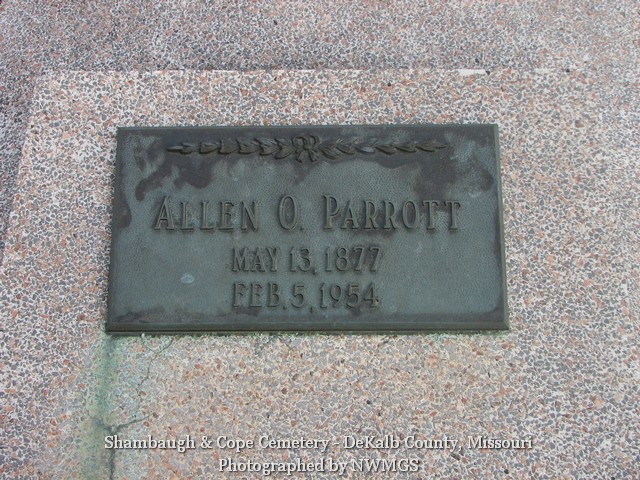 ALLEN O. PARROTT
MAY 13, 1877
FEB. 5, 1954
Shambaugh & Cope Cemetery - DeKalb County, Missouri
Photographed by NWMGS